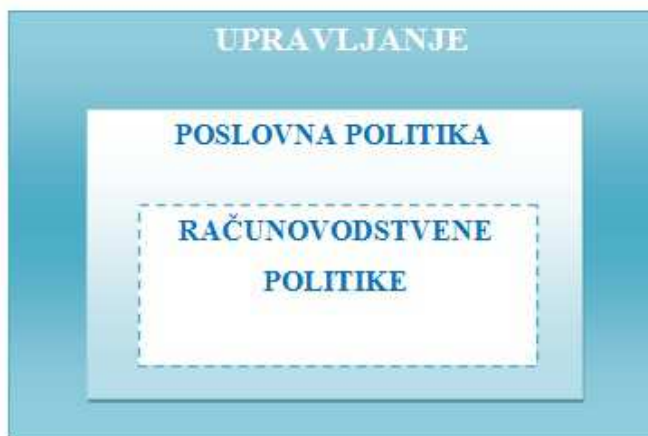 UPRAVLJANJE
POSLOVNA POLITIKA
RAČUNOVODSTVENE
POLITIKE